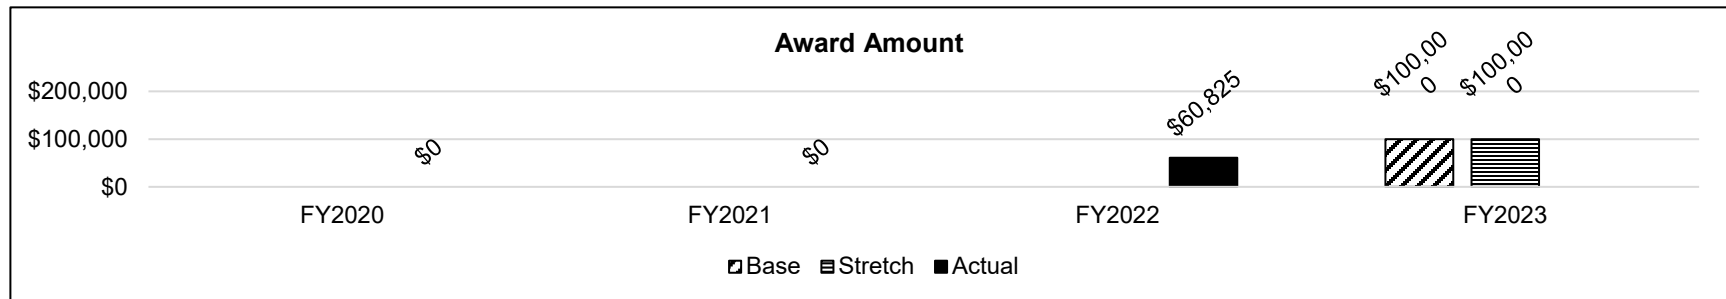 Award Amount
$200,000
$100,000
$0
$0
$0
$60,825
$100,00
0
$100,00
0
FY2020
FY2021
FY2022
FY2023
Base
Stretch
Actual